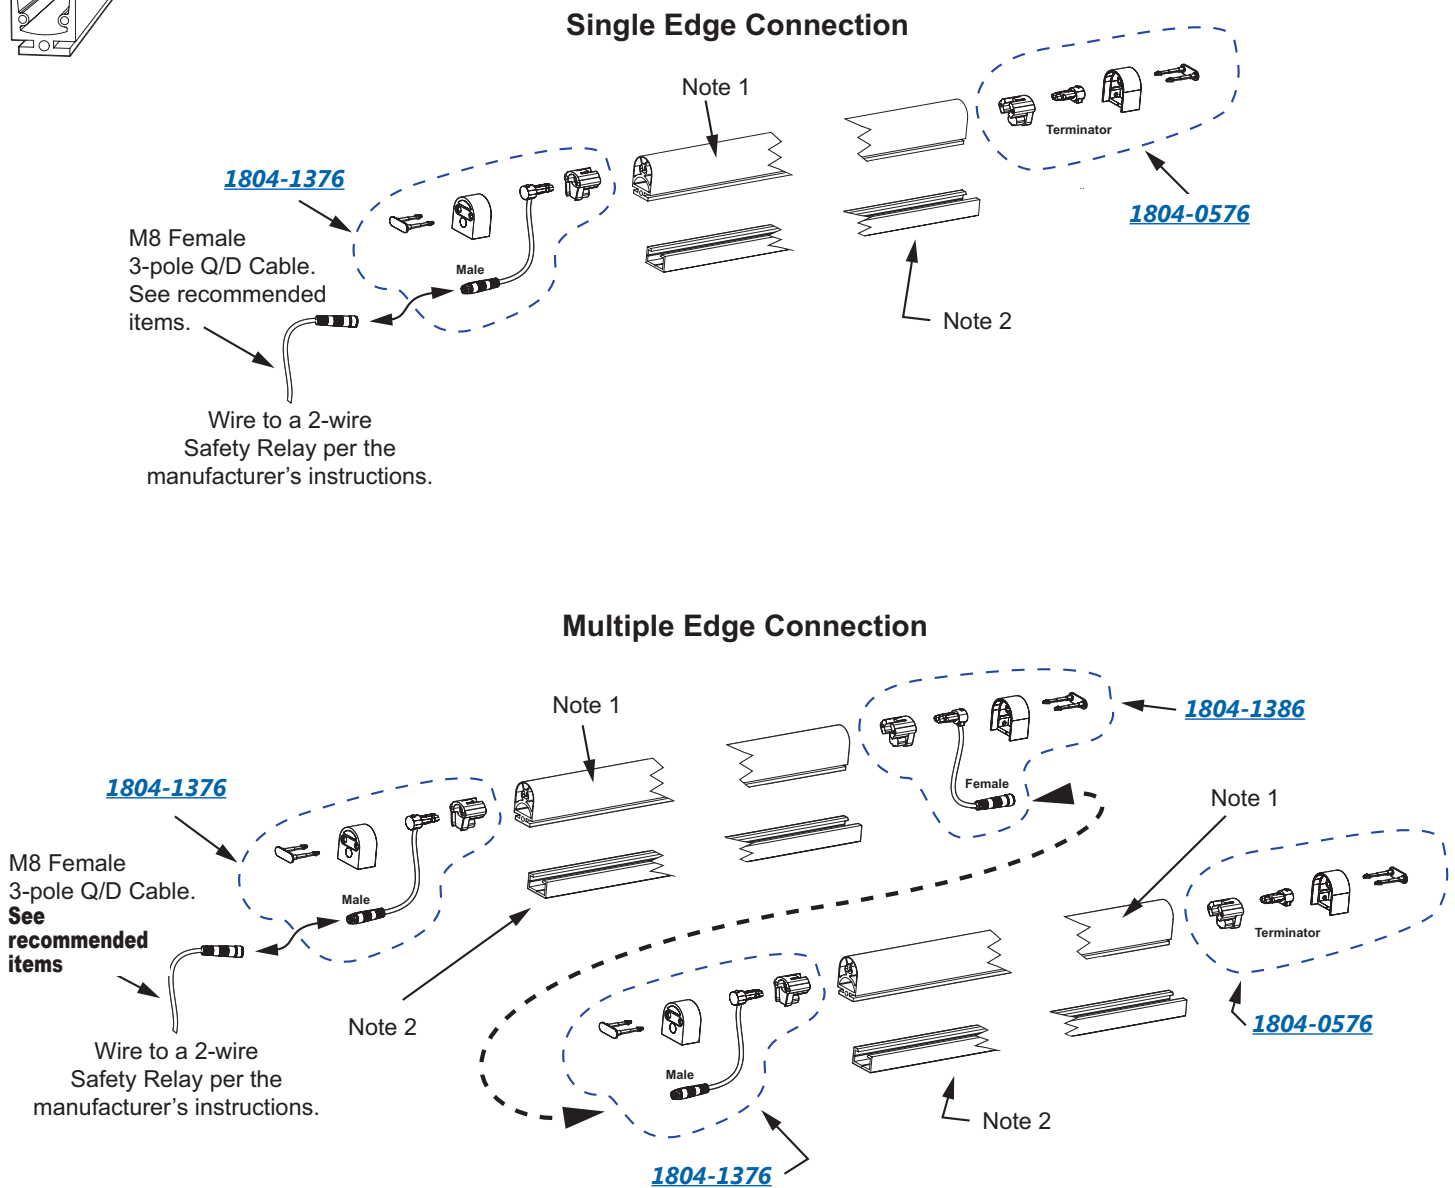 Single Edge Connection
Note 1
Terminator
1804-1376
1804-0576
M8 Female
3-pole Q/D Cable.
See recommended
items.
Male
Note 2
Wire to a 2-wire
Safety Relay per the
manufacturer's instructions.
Multiple Edge Connection
Note 1
1804-1386
1804-1376
Female
Note 1
M8 Female
3-pole Q/D Cable.
See
recommended
items
Male
Terminator
Note 2
1804-0576
Wire to a 2-wire
Safety Relay per the
manufacturer's instructions.
Male
Note 2
1804-1376